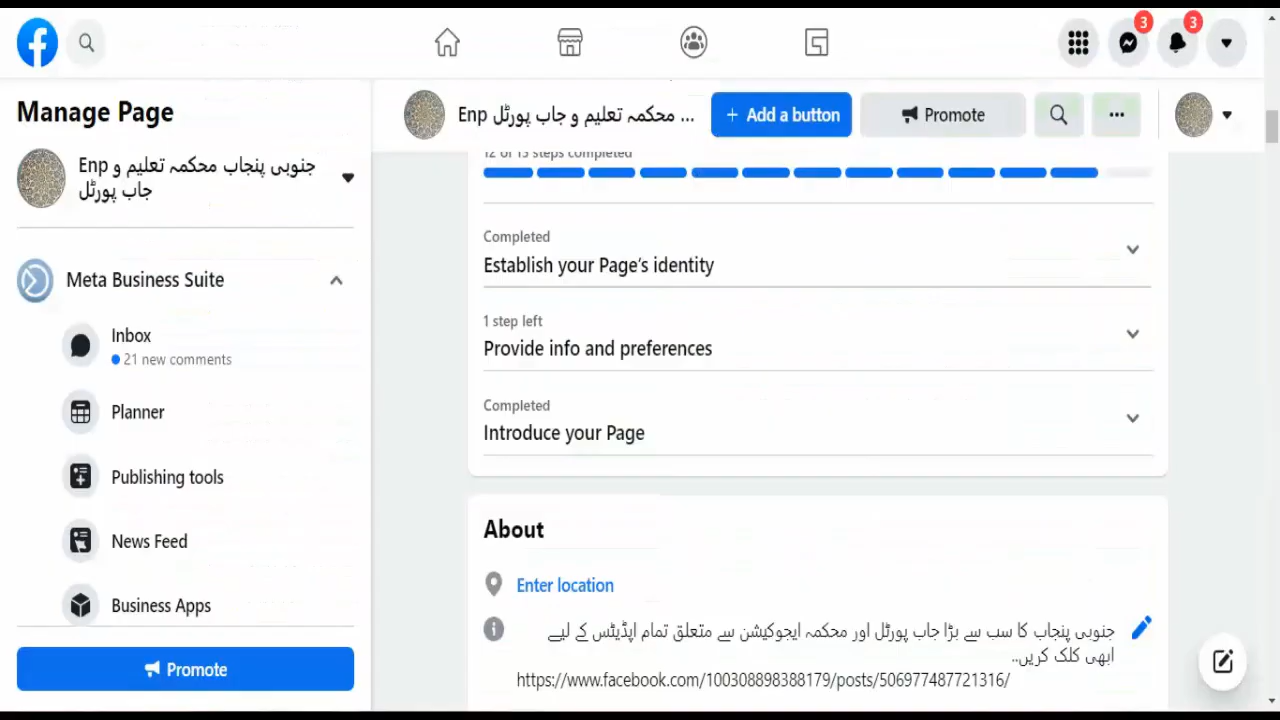 3
3
Manage Page
Enp محکمہ تعلیم و جاب پورٹل ...
+ Add a button
Promote
...
جنوبی پنجاب محکمہ تعلیم و Enp
جاب پورٹل
12 of 13 steps completed
Completed
Establish your Page's identity
Meta Business Suite
1 step left
Provide info and preferences
Inbox
21 new comments
Completed
Introduce your Page
Planner
Publishing tools
News Feed
Business Apps
Promote
About
Enter location
جنوبی پنجاب کا سب سے بڑا جاب پورٹل اور محکمہ ایجوکیشن سے متعلق تمام اپڈیٹس کے لیے
ابھی کلک کریں..
https://www.facebook.com/100308898388179/posts/506977487721316/